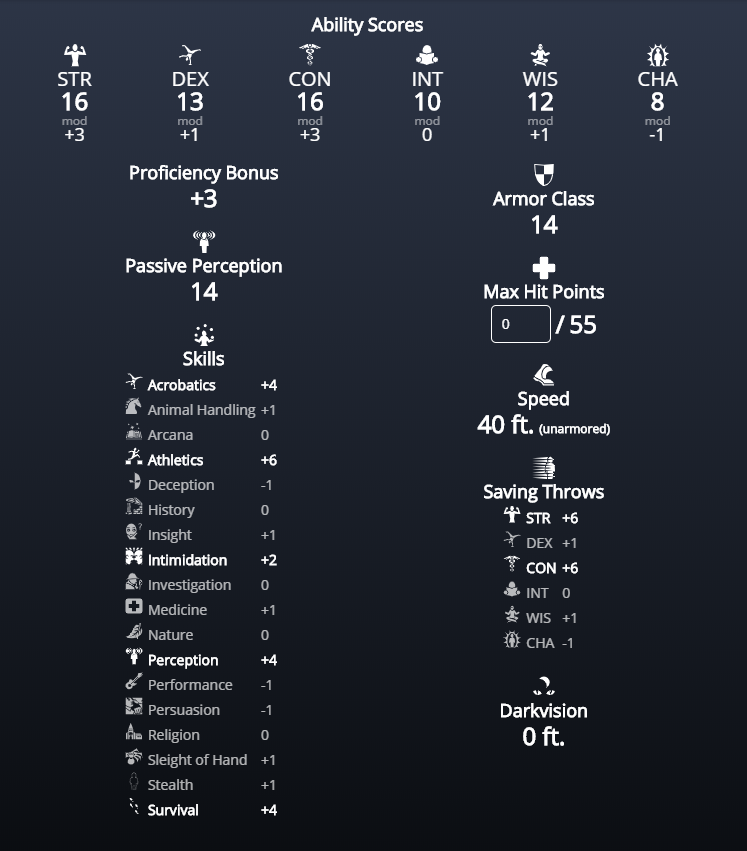 Ability Scores
STR DEX CON INT WIS CHA
16 13 16 10 12 8
mod mod mod mod mod mod
+3 +1 +3 0 +1 -1
Proficiency Bonus
+3
Passive Perception
14
Skills
Acrobatics +4
Animal Handling +1
Arcana 0
Athletics +6
Deception -1
History 0
Insight +1
Intimidation +2
Investigation 0
Medicine +1
Nature 0
Perception +4
Performance -1
Persuasion -1
Religion 0
Sleight of Hand +1
Stealth +1
Survival +4
Armor Class
14
Max Hit Points
0 / 55
Speed
40 ft. (unarmored)
Saving Throws
STR +6
DEX +1
CON +6
INT 0
WIS +1
CHA -1
Darkvision
0 ft.